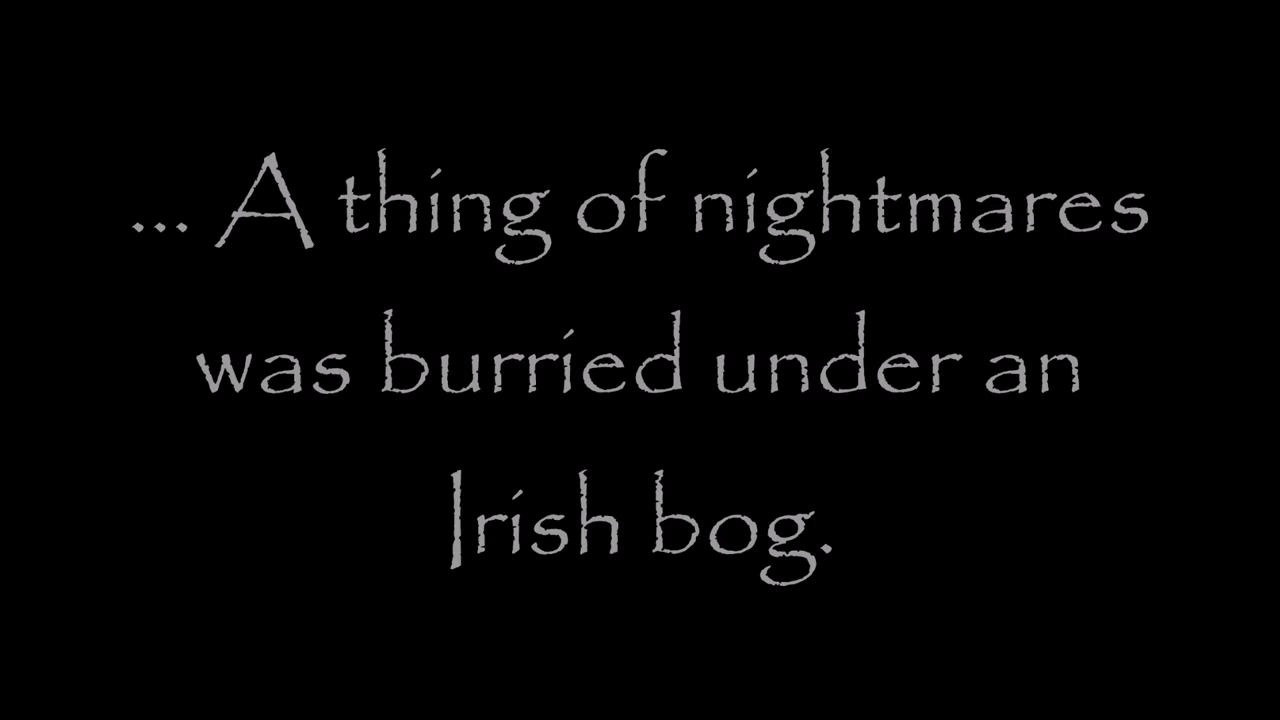 ... A thing of nightmares
was burried under an
Irish bog.